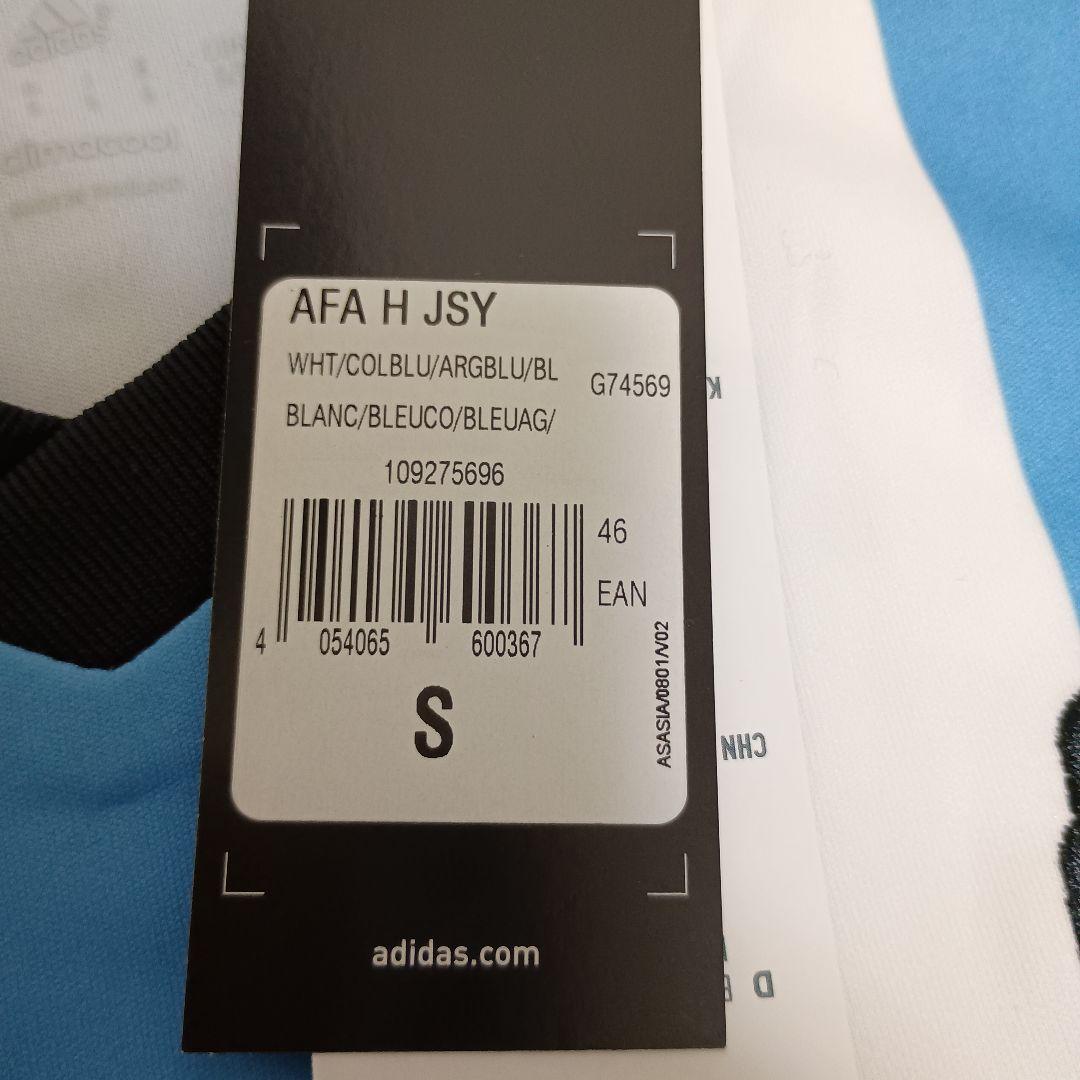 adidas
AFA H JSY
WHT/COLBLU/ARGBLU/BL
G74569
BLANC/BLEUCO/BLEUAG/
109275696
46
EAN
4 054065 600367
S
ASASIA/0801/V02
adidas.com
K
CHN
D